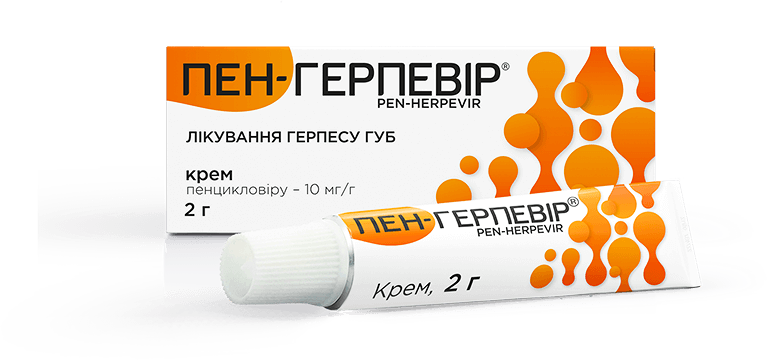 ПЕН-ГЕРПЕВІР®
PEN-HERPEVIR
ЛІКУВАННЯ ГЕРПЕСУ ГУБ
крем
пенцикловіру – 10 мг/г
2 г
ПЕН-ГЕРПЕВІР®
PEN-HERPEVIR
Крем, 2 г